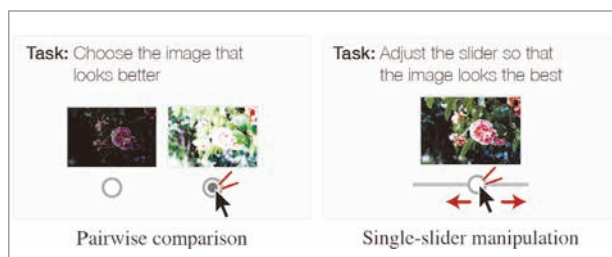 Task: Choose the image that
looks better
Pairwise comparison
Task: Adjust the slider so that
the image looks the best
Single-slider manipulation